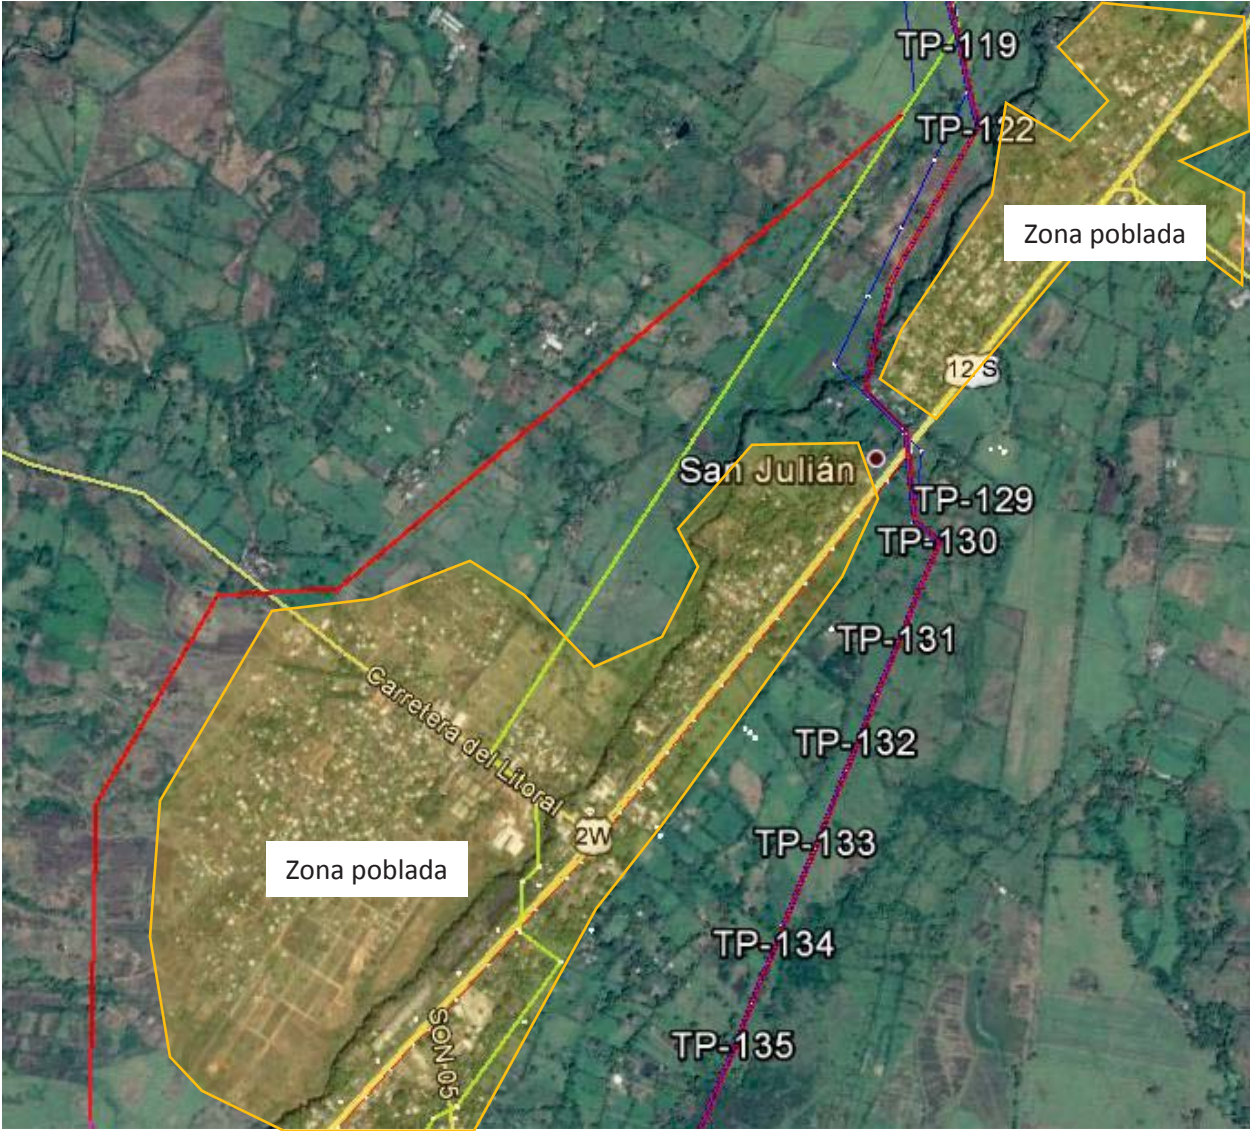 TP-119
TP-122
Zona poblada
12 S
San Julián
TP-129
TP-130
TP-131
Carretera del Litoral
TP-132
2W
TP-133
Zona poblada
TP-134
SON 05
TP-135